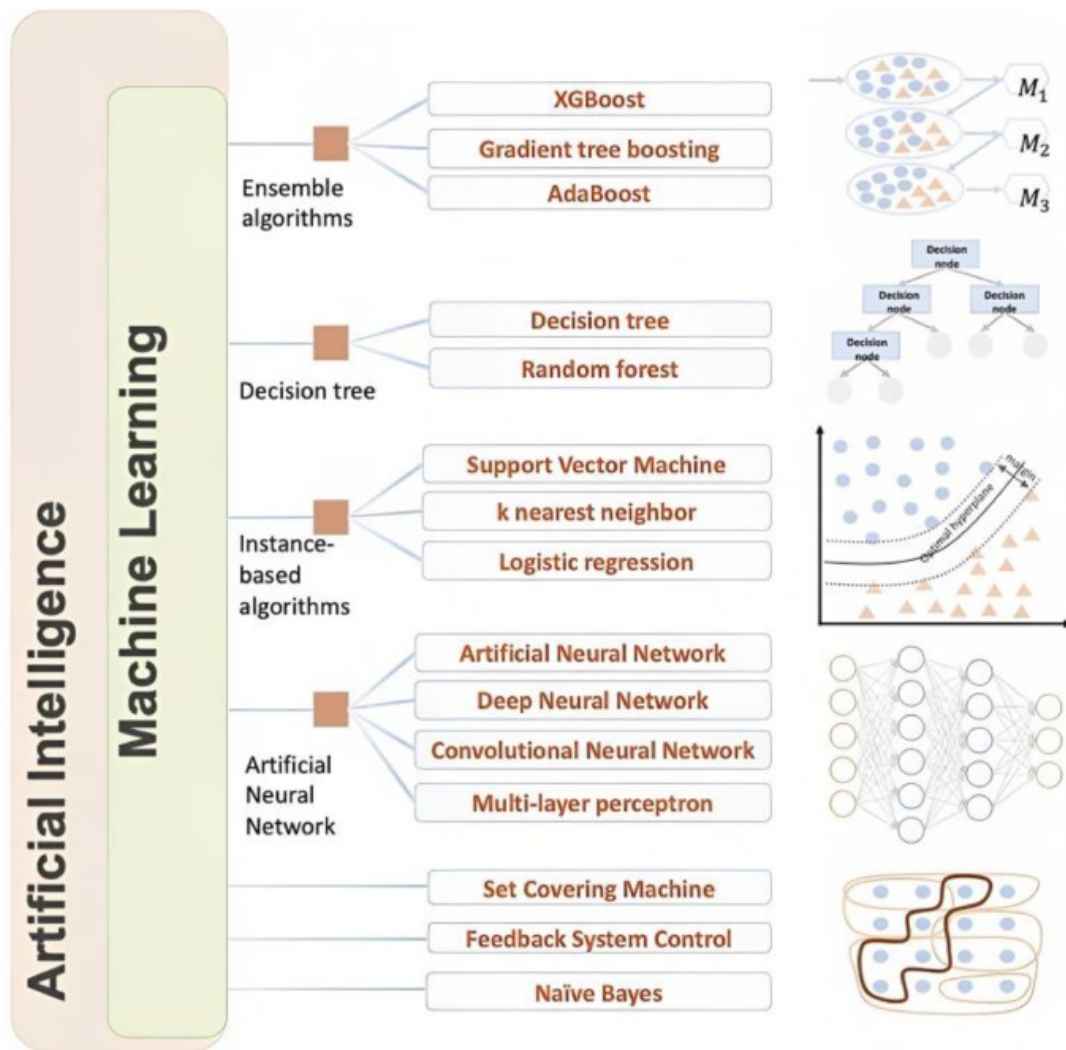 Artificial Intelligence
Machine Learning
Ensemble
algorithms
XGBoost
Gradient tree boosting
AdaBoost
M1
M2
M3
Decision tree
Decision tree
Random forest
Decision
node
Decision
node
Decision
node
Decision
node
Instance-
based
algorithms
Support Vector Machine
k nearest neighbor
Logistic regression
margin
Optimal hyperplane
Artificial
Neural
Network
Artificial Neural Network
Deep Neural Network
Convolutional Neural Network
Multi-layer perceptron
Set Covering Machine
Feedback System Control
Naïve Bayes